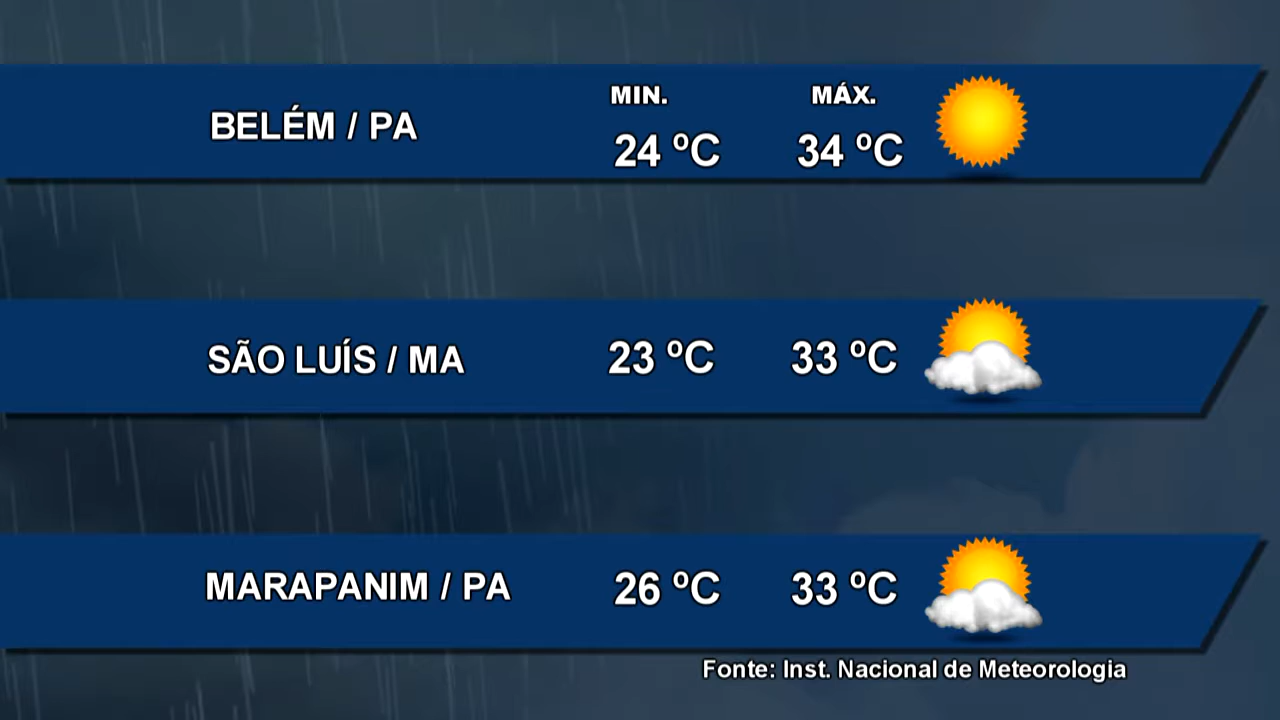 MIN. MÁX.
BELÉM / PA 24 ºC 34 ºC
SÃO LUÍS / MA 23 ºC 33 ºC
MARAPANIM / PA 26 ºC 33 ºC
Fonte: Inst. Nacional de Meteorologia